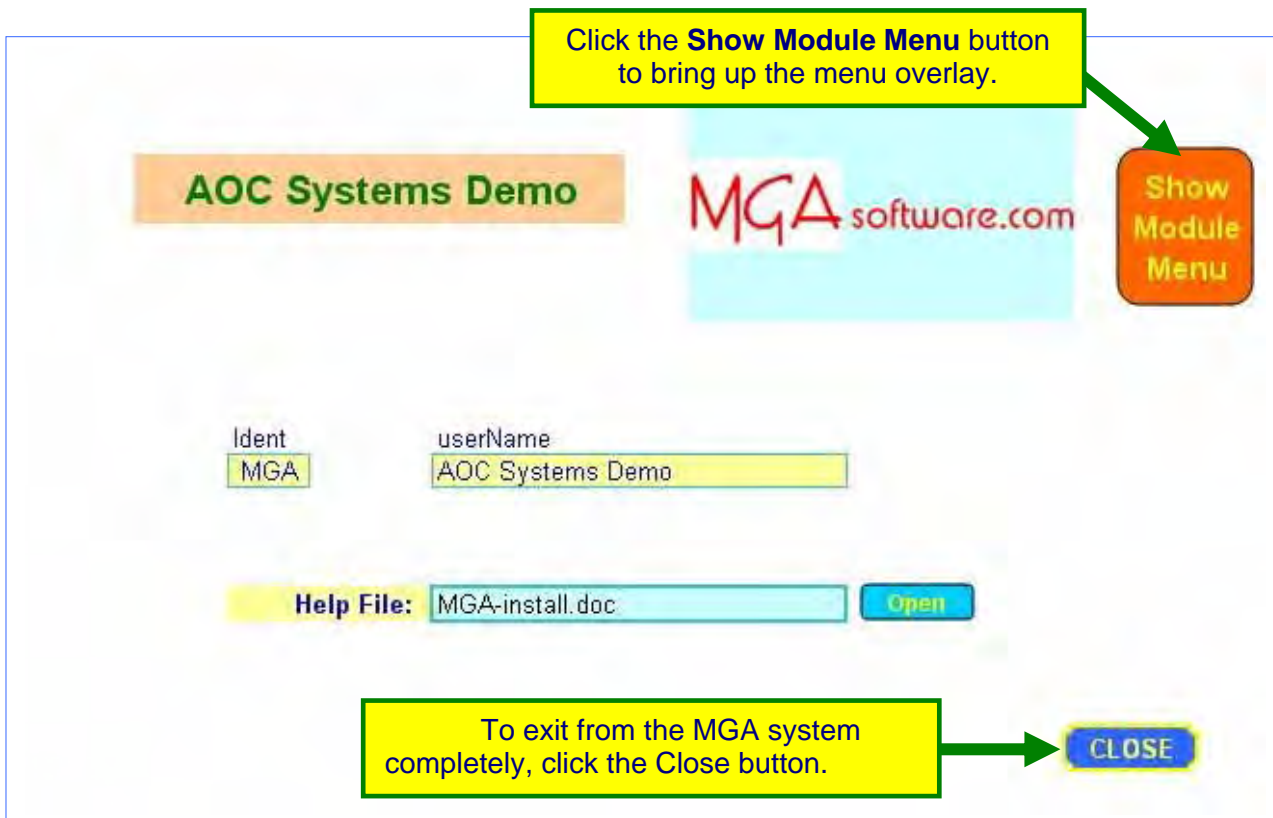 Click the Show Module Menu button
to bring up the menu overlay.
AOC Systems Demo
MGA software.com
Show
Module
Menu
Ident
userName
MGA
AOC Systems Demo
Help File:
MGA-install.doc
Open
To exit from the MGA system
completely, click the Close button.
CLOSE